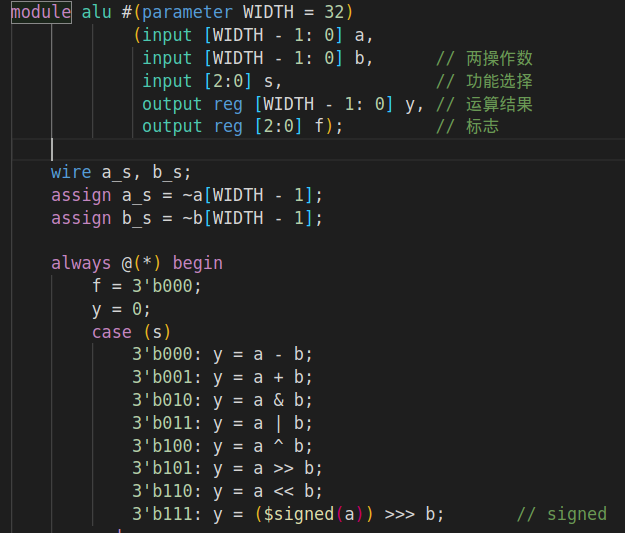 module alu #(parameter WIDTH = 32)
(input [WIDTH - 1: 0] a,
input [WIDTH - 1: 0] b, // 两操作数
input [2:0] s, // 功能选择
output reg [WIDTH - 1: 0] y, // 运算结果
output reg [2:0] f); // 标志
wire a_s, b_s;
assign a_s = ~a[WIDTH - 1];
assign b_s = ~b[WIDTH - 1];
always @(*) begin
f = 3'b000;
y = 0;
case (s)
3'b000: y = a - b;
3'b001: y = a + b;
3'b010: y = a & b;
3'b011: y = a | b;
3'b100: y = a ^ b;
3'b101: y = a >> b;
3'b110: y = a << b;
3'b111: y = ($signed(a)) >>> b; // signed